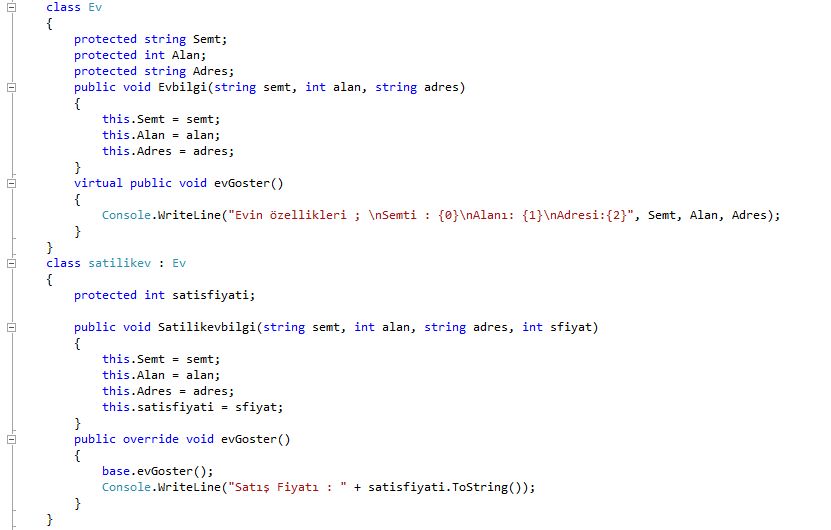 class Ev
{
protected string Semt;
protected int Alan;
protected string Adres;
public void Evbilgi(string semt, int alan, string adres)
{
this.Semt = semt;
this.Alan = alan;
this.Adres = adres;
}
virtual public void evGoster()
{
Console.WriteLine("Evin özellikleri ; \nSemti : {0}\nAlanı: {1}\nAdresi:{2}", Semt, Alan, Adres);
}
}
class satilikev : Ev
{
protected int satisfiyati;
public void Satilikevbilgi(string semt, int alan, string adres, int sfiyat)
{
this.Semt = semt;
this.Alan = alan;
this.Adres = adres;
this.satisfiyati = sfiyat;
}
public override void evGoster()
{
base.evGoster();
Console.WriteLine("Satış Fiyatı : " + satisfiyati.ToString());
}
}